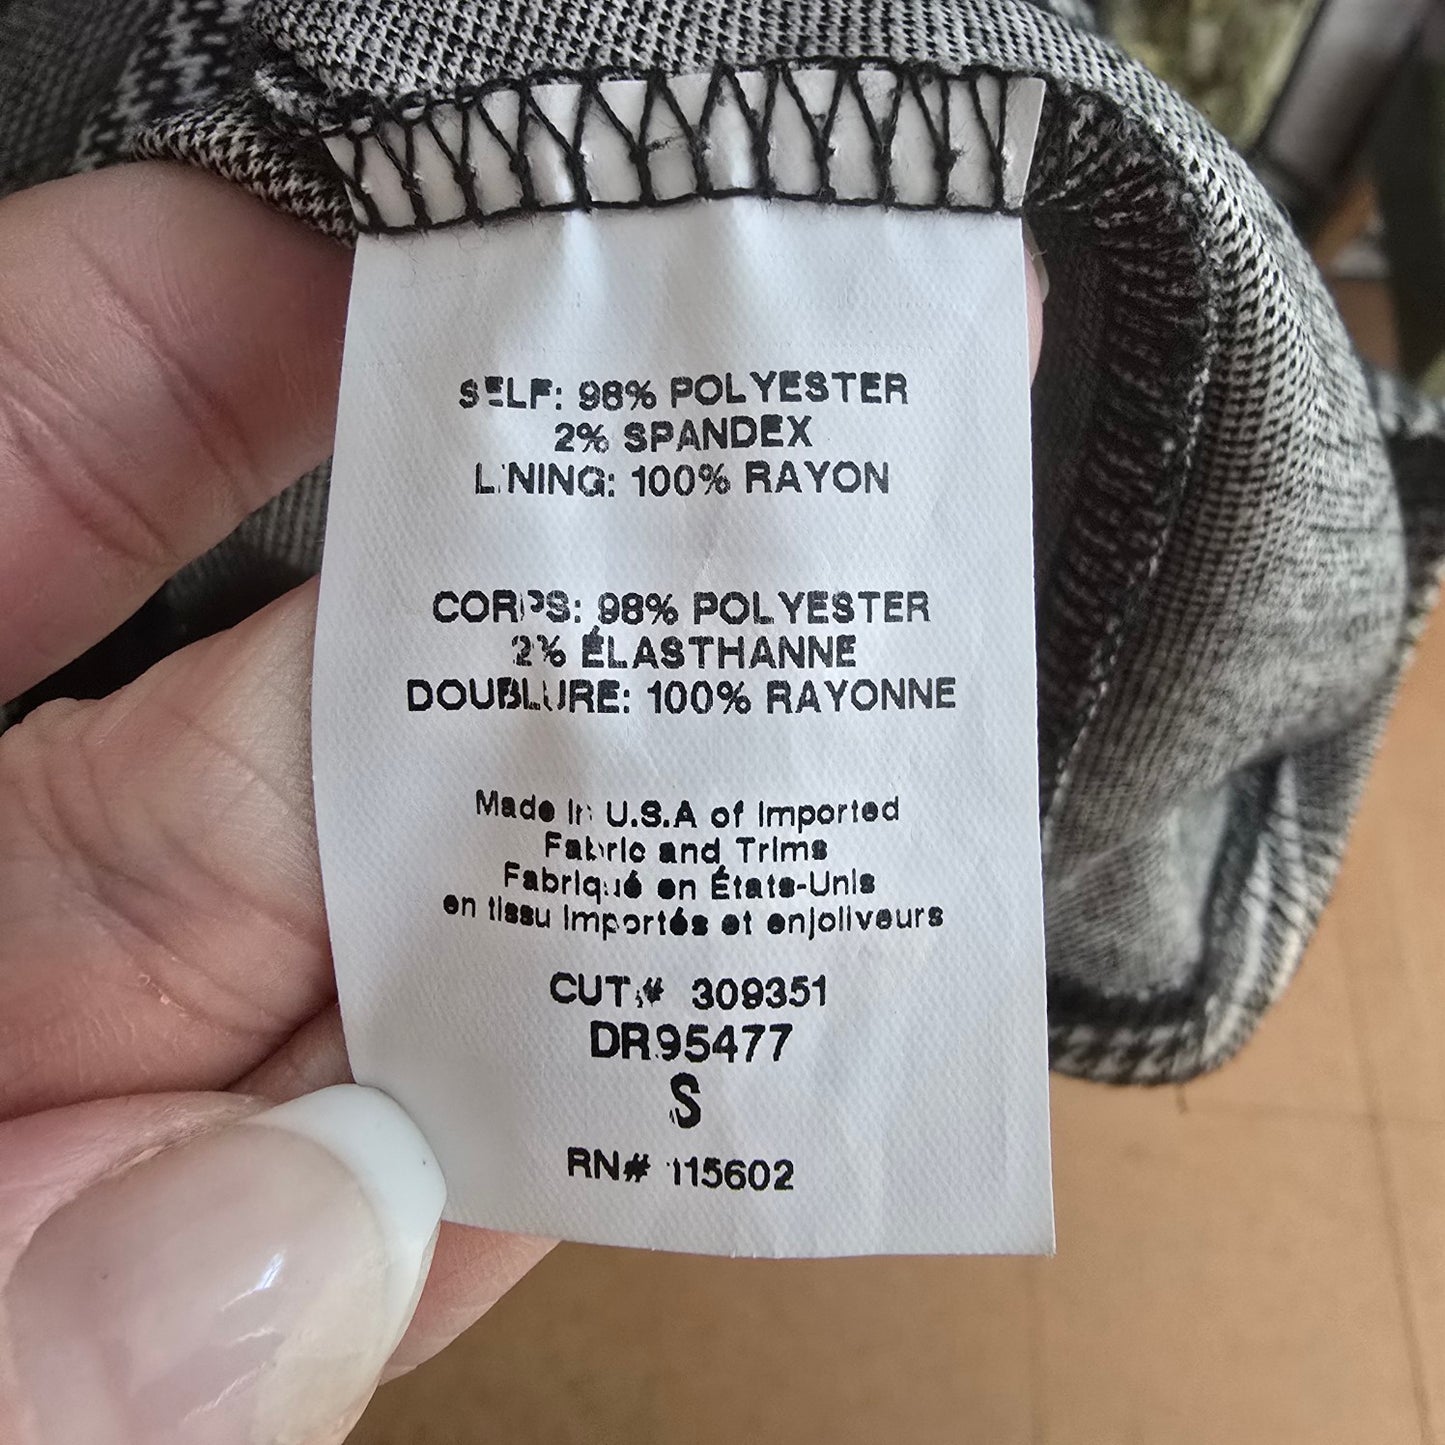 SELF: 98% POLYESTER
2% SPANDEX
LINING: 100% RAYON
CORPS: 98% POLYESTER
2% ÉLASTHANNE
DOUBLURE: 100% RAYONNE
Made In U.S.A of Imported
Fabric and Trims
Fabriqué en États-Unis
en tissu importés et enjoliveurs
CUT# 309351
DR95477
S
RN# 115602